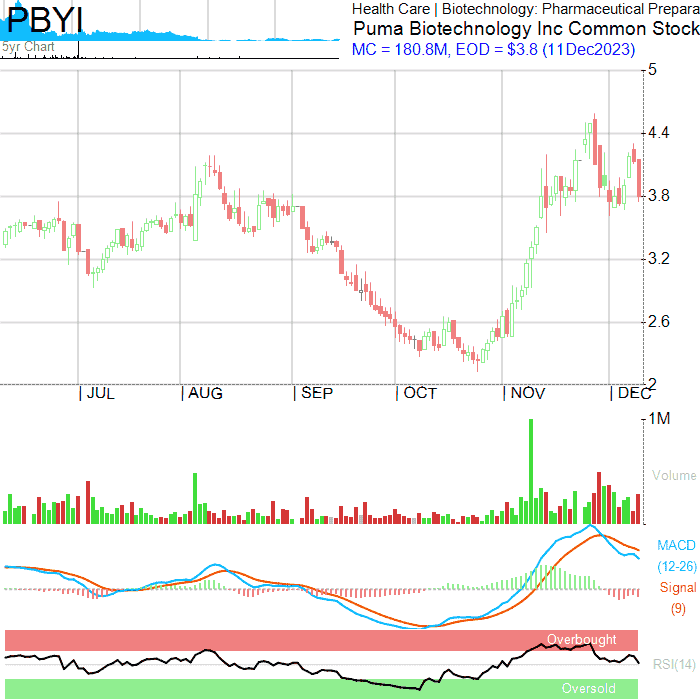 PBYI
5yr Chart
Health Care | Biotechnology: Pharmaceutical Prepara
Puma Biotechnology Inc Common Stock
MC = 180.8M, EOD = $3.8 (11Dec2023)
5
4.4
3.8
3.2
2.6
2
| JUL | AUG | SEP | OCT | NOV | DEC
1M
Volume
MACD
(12-26)
Signal
(9)
Overbought
RSI(14)
Oversold